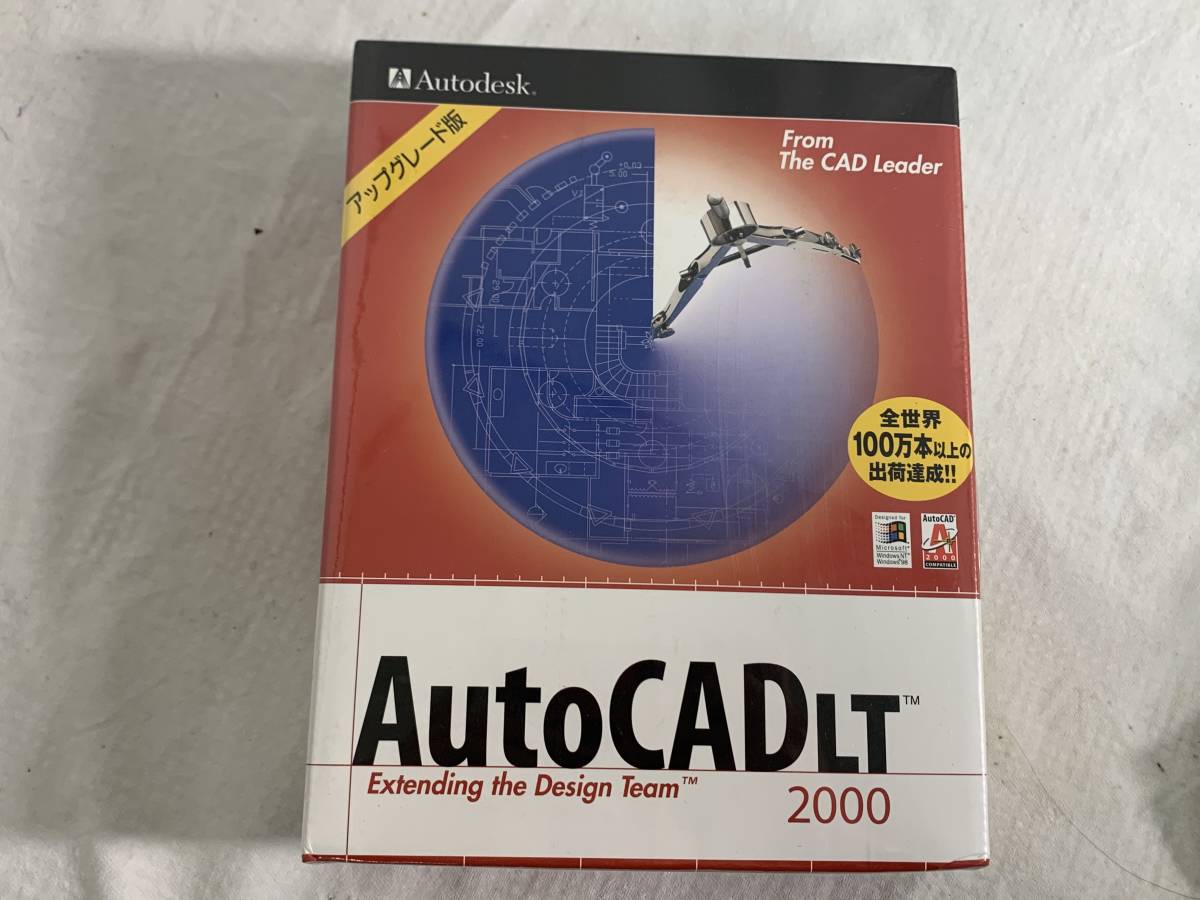 Autodesk®
アップグレード版
From
The CAD Leader
全世界
100万本以上の
出荷達成!!
Designed for
Microsoft®
Windows NT®
Windows®98
AutoCAD
2000
COMPATIBLE
AutoCAD LT™
Extending the Design Team™
2000